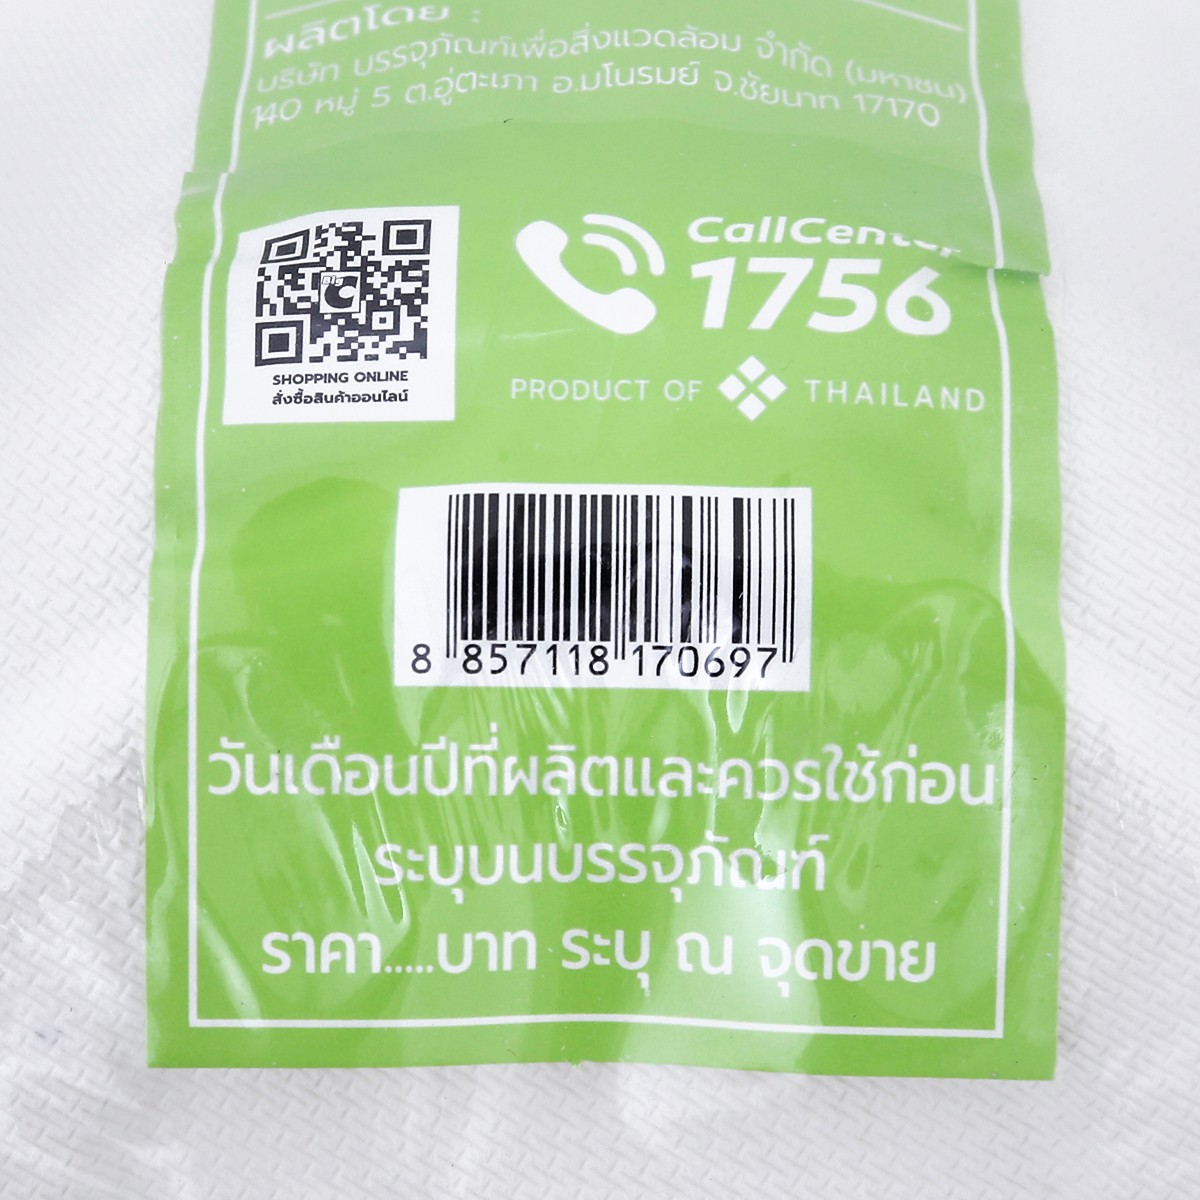 ผลิตโดย :
บริษัท บรรจุภัณฑ์เพื่อสิ่งแวดล้อม จำกัด (มหาชน)
140 หมู่ 5 ต.อู่ตะเภา อ.มโนรมย์ จ.ชัยนาท 17170
Big C
SHOPPING ONLINE
สั่งซื้อสินค้าออนไลน์
CallCenter
1756
PRODUCT OF THAILAND
8 857118 170697
วันเดือนปีที่ผลิตและควรใช้ก่อน
ระบุบนบรรจุภัณฑ์
ราคา.....บาท ระบุ ณ จุดขาย